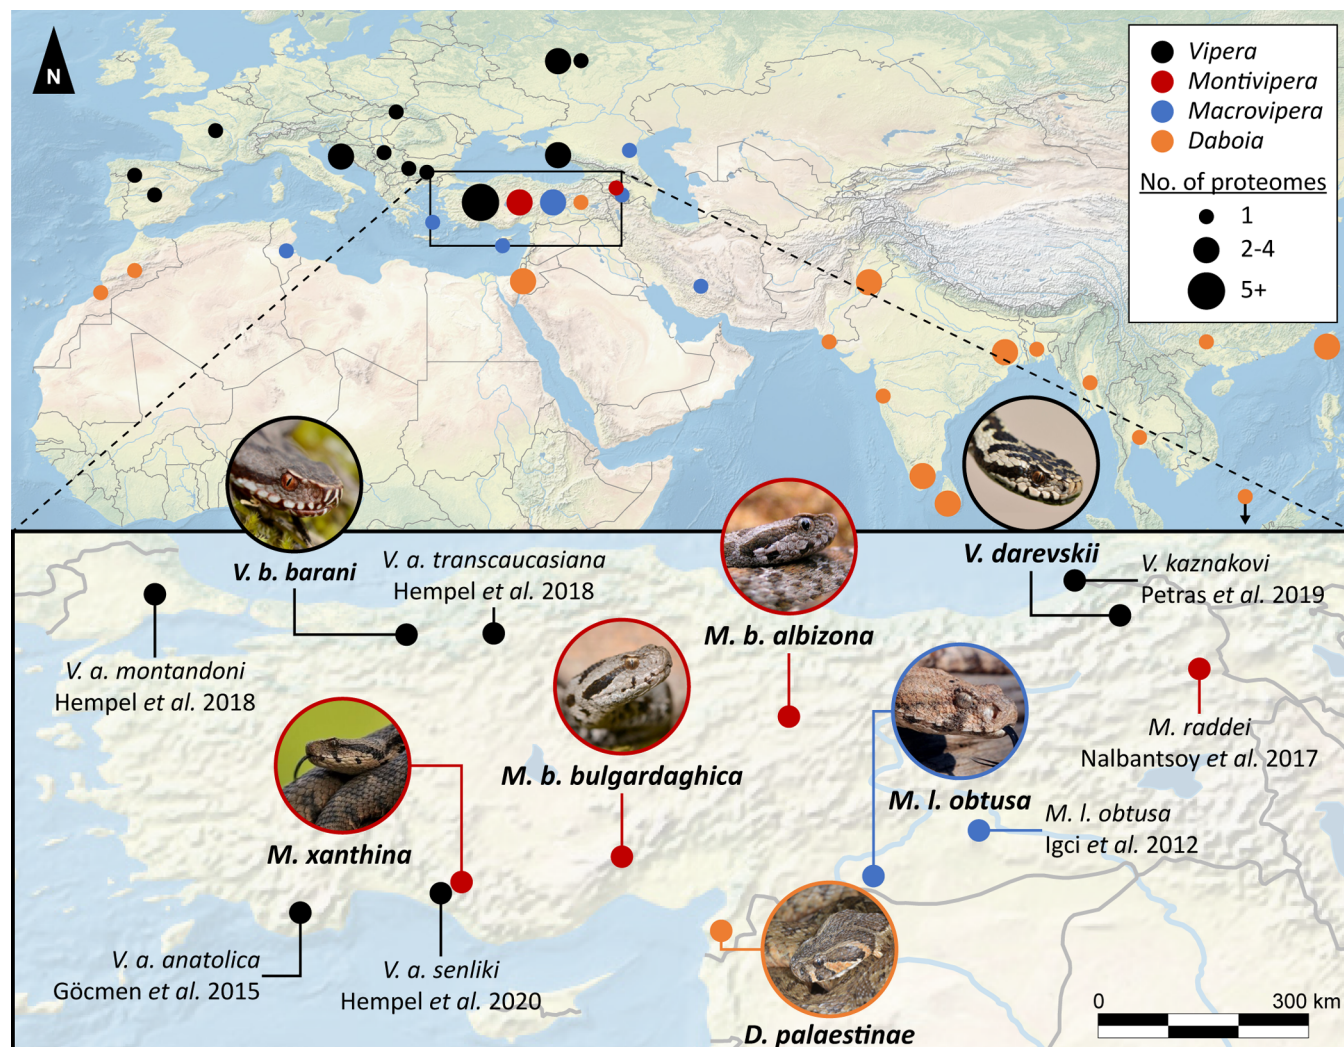 N
Vipera
Montivipera
Macrovipera
Daboia
No. of proteomes
1
2-4
5+
V. b. barani
V. a. transcaucasiana
Hempel et al. 2018
V. darevskii
V. kaznakovi
Petras et al. 2019
V. a. montandoni
Hempel et al. 2018
M. b. albizona
M. b. bulgardaghica
M. raddei
Nalbantsoy et al. 2017
M. l. obtusa
M. l. obtusa
Igci et al. 2012
M. xanthina
V. a. anatolica
Göcmen et al. 2015
V. a. senliki
Hempel et al. 2020
D. palaestinae
0 300 km